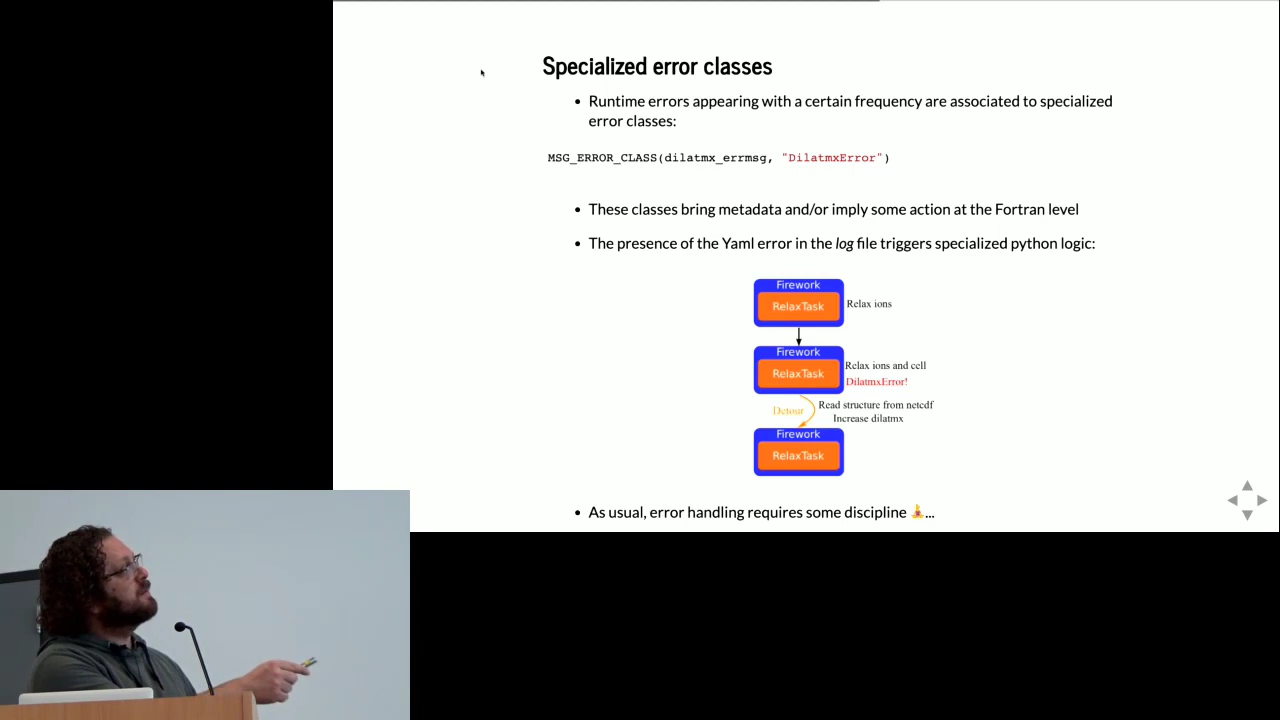 Specialized error classes
• Runtime errors appearing with a certain frequency are associated to specialized
error classes:
MSG_ERROR_CLASS(dilatmx_errmsg, "DilatmxError")
• These classes bring metadata and/or imply some action at the Fortran level
• The presence of the Yaml error in the log file triggers specialized python logic:
Firework
RelaxTask
Relax ions
Firework
RelaxTask
Relax ions and cell
DilatmxError!
Detour
Read structure from netcdf
Increase dilatmx
Firework
RelaxTask
• As usual, error handling requires some discipline 🧘...